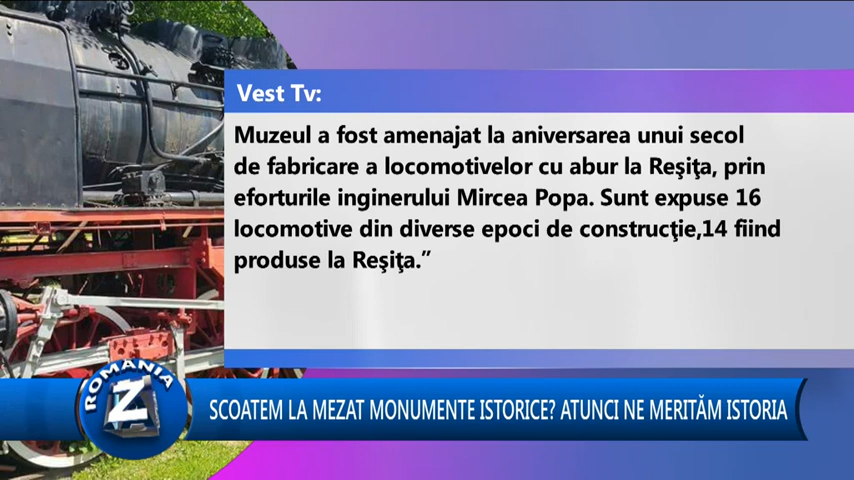 Vest Tv:
Muzeul a fost amenajat la aniversarea unui secol
de fabricare a locomotivelor cu abur la Reşiţa, prin
eforturile inginerului Mircea Popa. Sunt expuse 16
locomotive din diverse epoci de construcţie,14 fiind
produse la Reşiţa.”
ROMANIA
Z
SCOATEM LA MEZAT MONUMENTE ISTORICE? ATUNCI NE MERITĂM ISTORIA